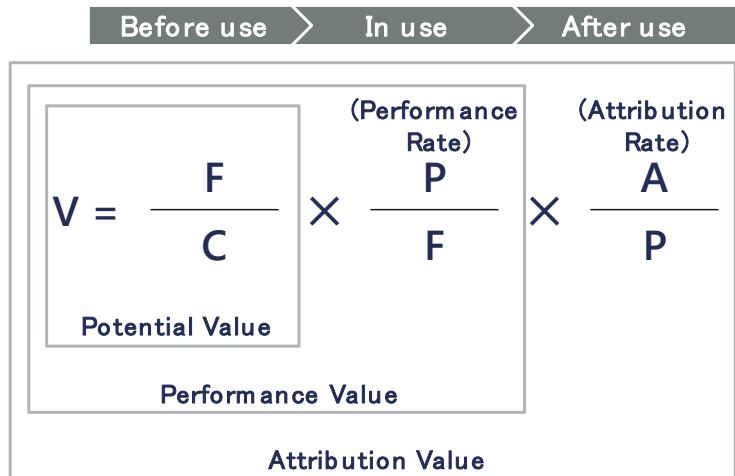 Before use
In use
After use
(Performance
Rate)
(Attribution
Rate)
V = F / C × P / F × A / P
Potential Value
Performance Value
Attribution Value